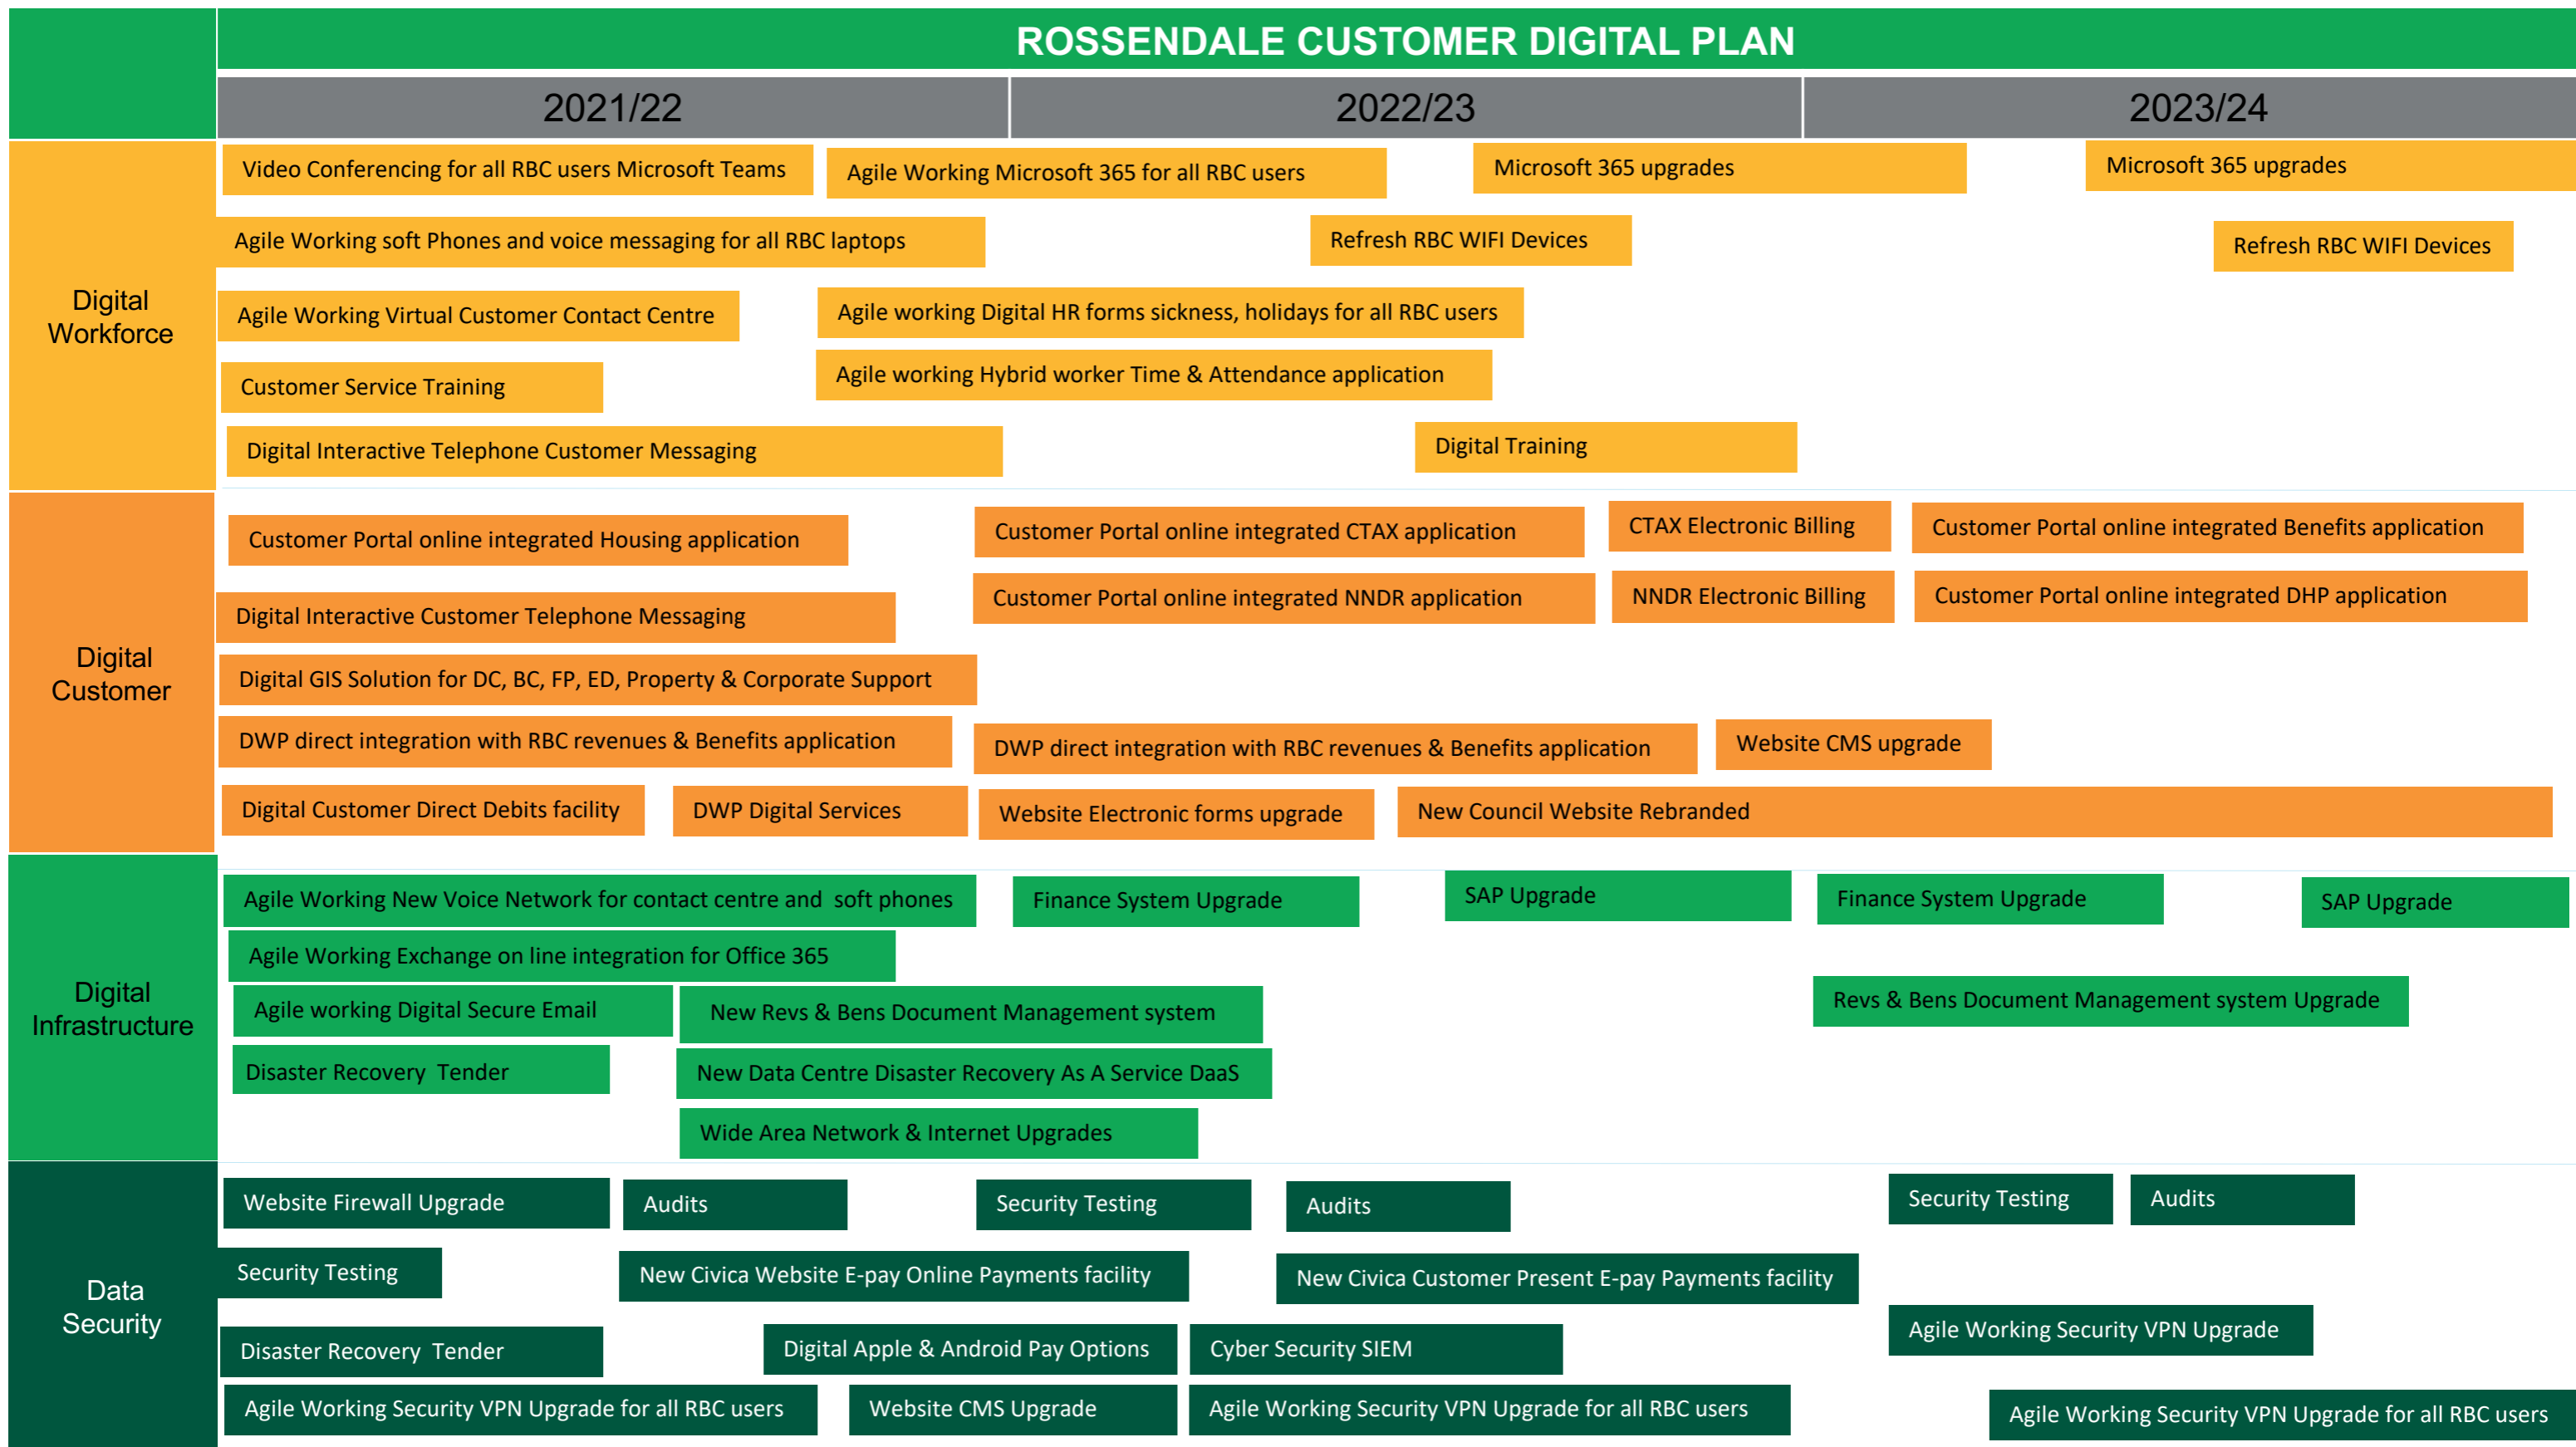 ROSSENDALE CUSTOMER DIGITAL PLAN
2021/22
2022/23
2023/24
Digital
Workforce
Video Conferencing for all RBC users Microsoft Teams
Agile Working Microsoft 365 for all RBC users
Microsoft 365 upgrades
Microsoft 365 upgrades
Agile Working soft Phones and voice messaging for all RBC laptops
Refresh RBC WIFI Devices
Refresh RBC WIFI Devices
Agile Working Virtual Customer Contact Centre
Agile working Digital HR forms sickness, holidays for all RBC users
Customer Service Training
Agile working Hybrid worker Time & Attendance application
Digital Interactive Telephone Customer Messaging
Digital Training
Digital
Customer
Customer Portal online integrated Housing application
Customer Portal online integrated CTAX application
CTAX Electronic Billing
Customer Portal online integrated Benefits application
Digital Interactive Customer Telephone Messaging
Customer Portal online integrated NNDR application
NNDR Electronic Billing
Customer Portal online integrated DHP application
Digital GIS Solution for DC, BC, FP, ED, Property & Corporate Support
DWP direct integration with RBC revenues & Benefits application
DWP direct integration with RBC revenues & Benefits application
Website CMS upgrade
Digital Customer Direct Debits facility
DWP Digital Services
Website Electronic forms upgrade
New Council Website Rebranded
Digital
Infrastructure
Agile Working New Voice Network for contact centre and soft phones
Finance System Upgrade
SAP Upgrade
Finance System Upgrade
SAP Upgrade
Agile Working Exchange on line integration for Office 365
Agile working Digital Secure Email
New Revs & Bens Document Management system
Revs & Bens Document Management system Upgrade
Disaster Recovery Tender
New Data Centre Disaster Recovery As A Service DaaS
Wide Area Network & Internet Upgrades
Data
Security
Website Firewall Upgrade
Audits
Security Testing
Audits
Security Testing
Audits
Security Testing
New Civica Website E-pay Online Payments facility
New Civica Customer Present E-pay Payments facility
Disaster Recovery Tender
Digital Apple & Android Pay Options
Cyber Security SIEM
Agile Working Security VPN Upgrade
Agile Working Security VPN Upgrade for all RBC users
Website CMS Upgrade
Agile Working Security VPN Upgrade for all RBC users
Agile Working Security VPN Upgrade for all RBC users